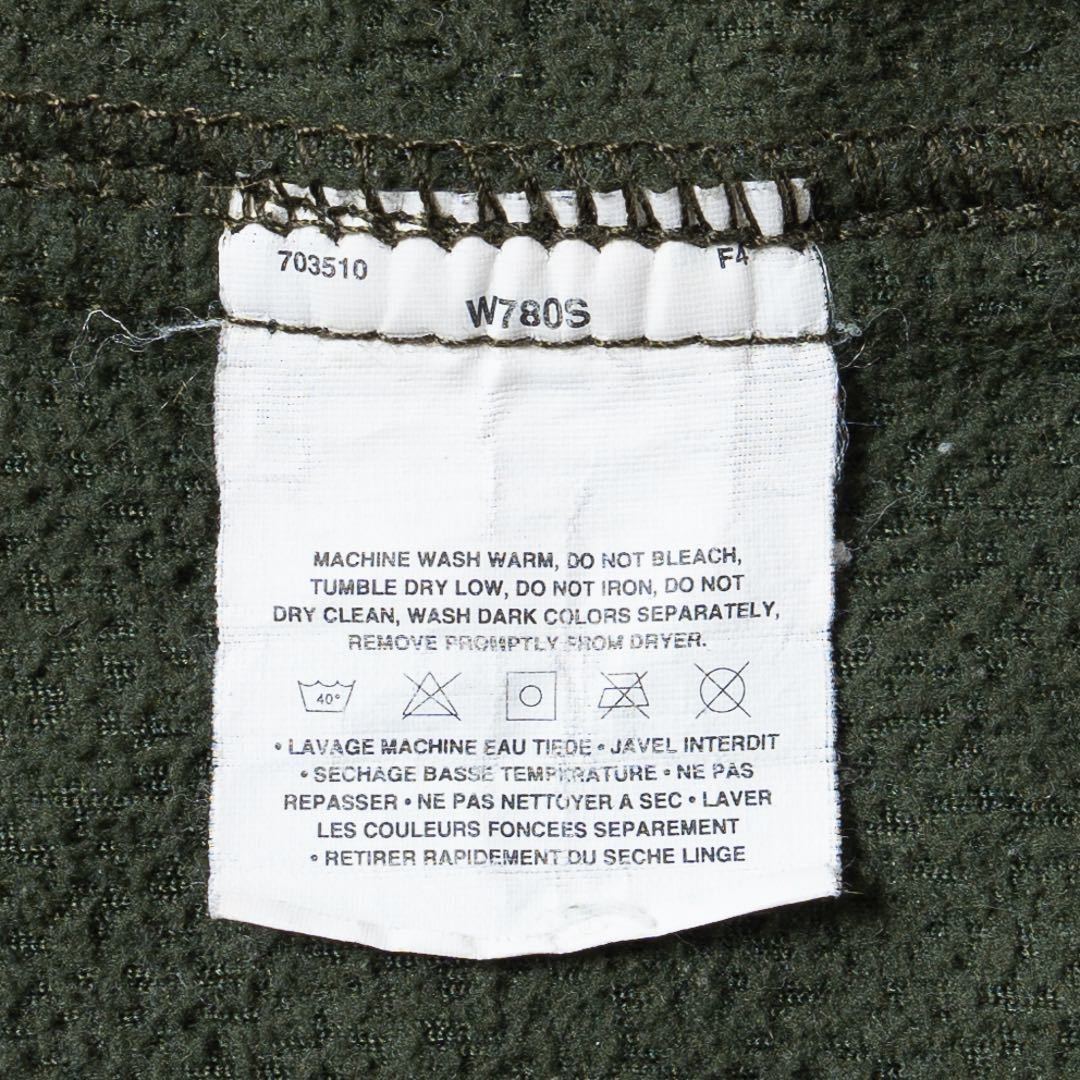 703510 F4
W780S
MACHINE WASH WARM, DO NOT BLEACH,
TUMBLE DRY LOW, DO NOT IRON, DO NOT
DRY CLEAN, WASH DARK COLORS SEPARATELY,
REMOVE PROMPTLY FROM DRYER.
40°
• LAVAGE MACHINE EAU TIEDE • JAVEL INTERDIT
• SECHAGE BASSE TEMPERATURE • NE PAS
REPASSER • NE PAS NETTOYER A SEC • LAVER
LES COULEURS FONCEES SEPAREMENT
• RETIRER RAPIDEMENT DU SECHE LINGE